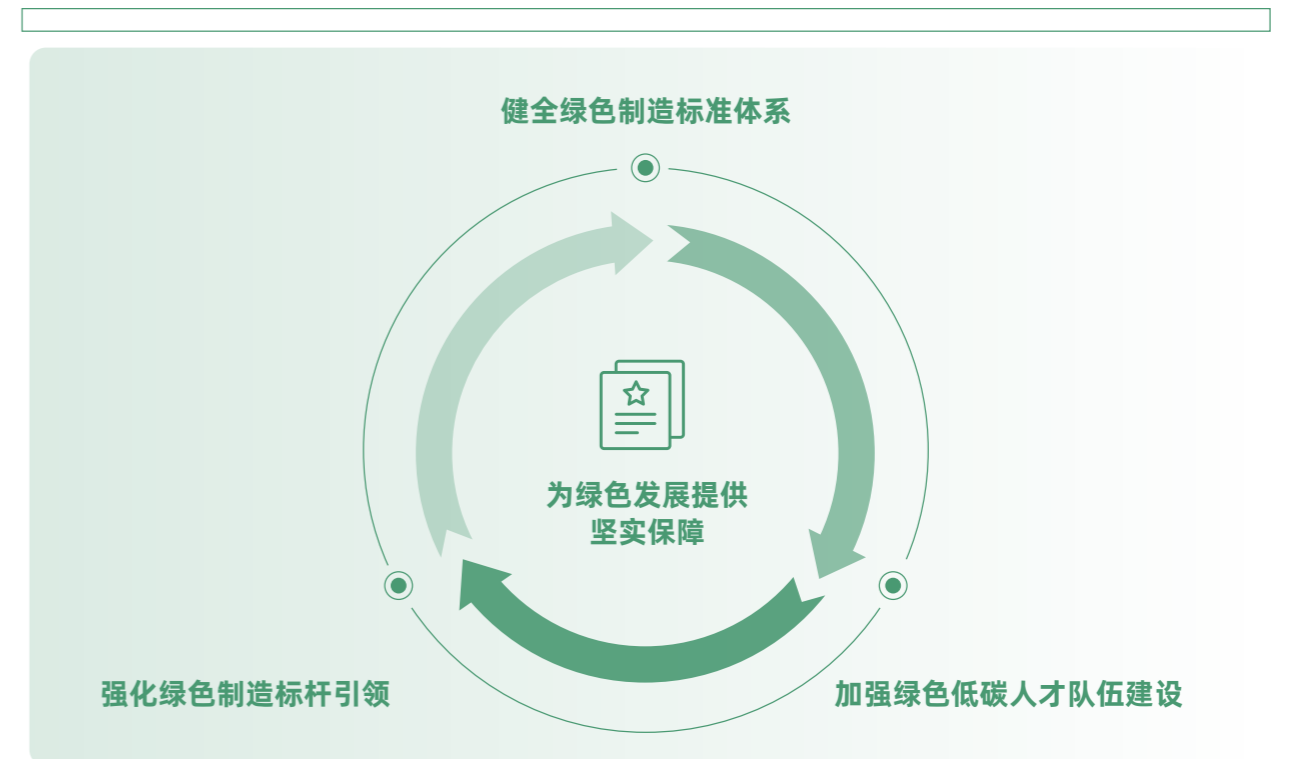 健全绿色制造标准体系
为绿色发展提供
坚实保障
强化绿色制造标杆引领
加强绿色低碳人才队伍建设